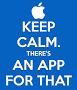 KEEP
CALM.
THERE'S
AN APP
FOR THAT